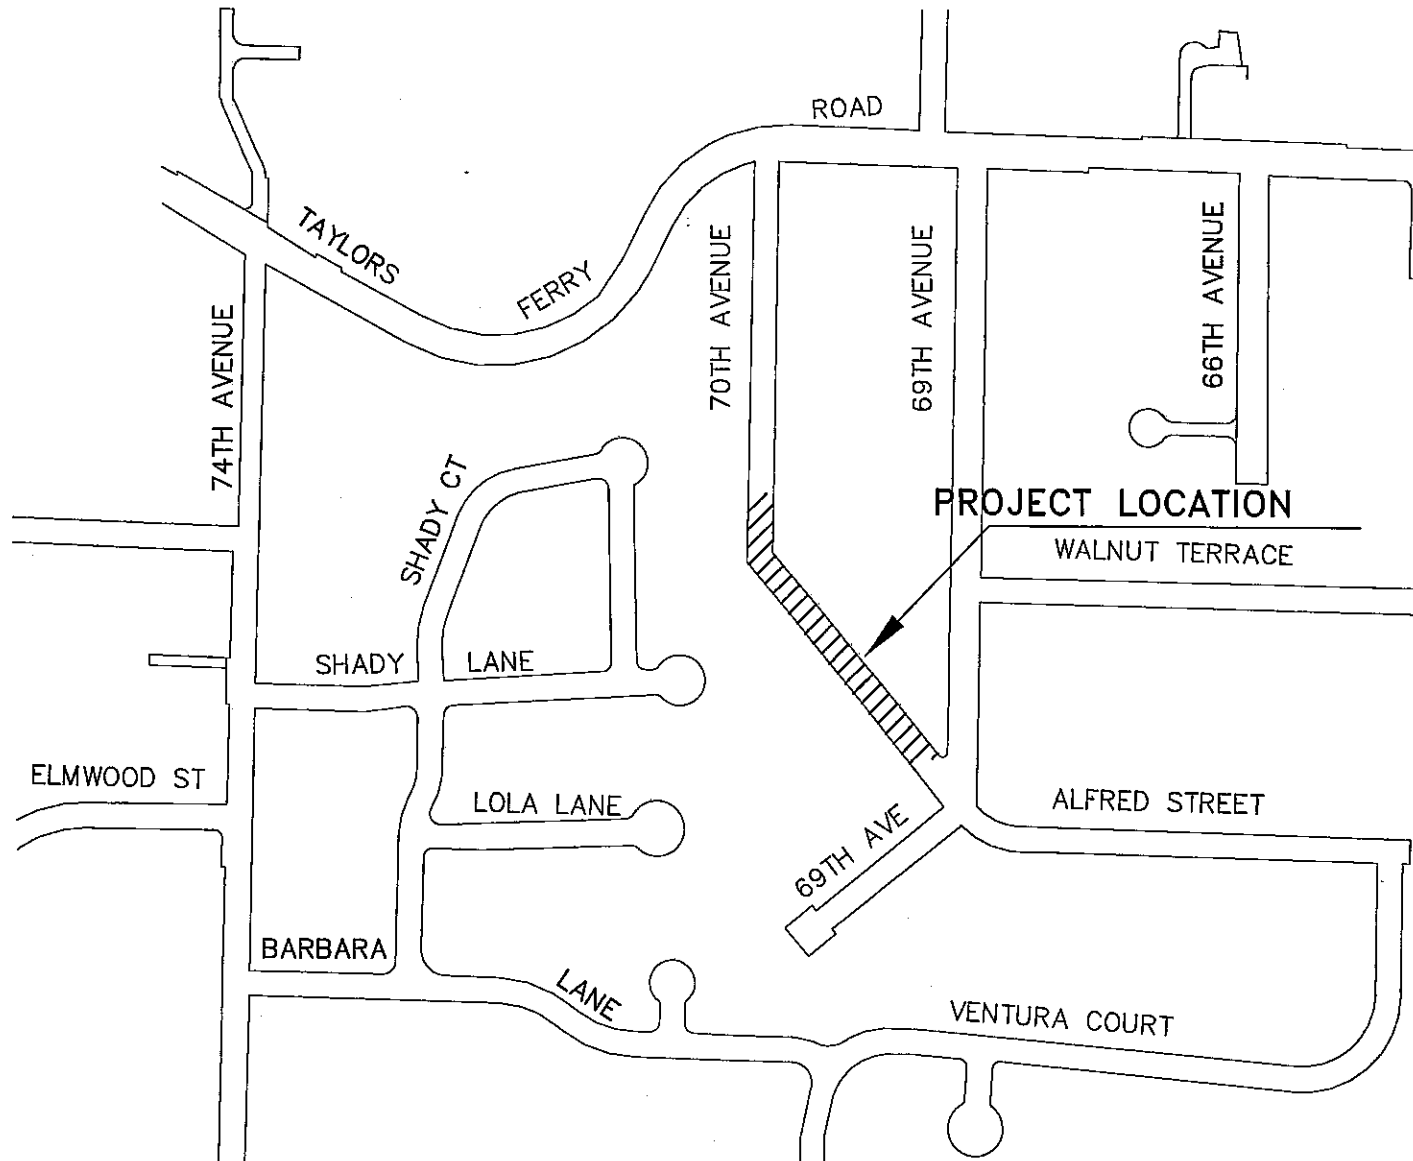 ROAD
TAYLORS
FERRY
74TH AVENUE
70TH AVENUE
69TH AVENUE
66TH AVENUE
SHADY CT
PROJECT LOCATION
WALNUT TERRACE
SHADY LANE
ELMWOOD ST
LOLA LANE
ALFRED STREET
69TH AVE
BARBARA
LANE
VENTURA COURT